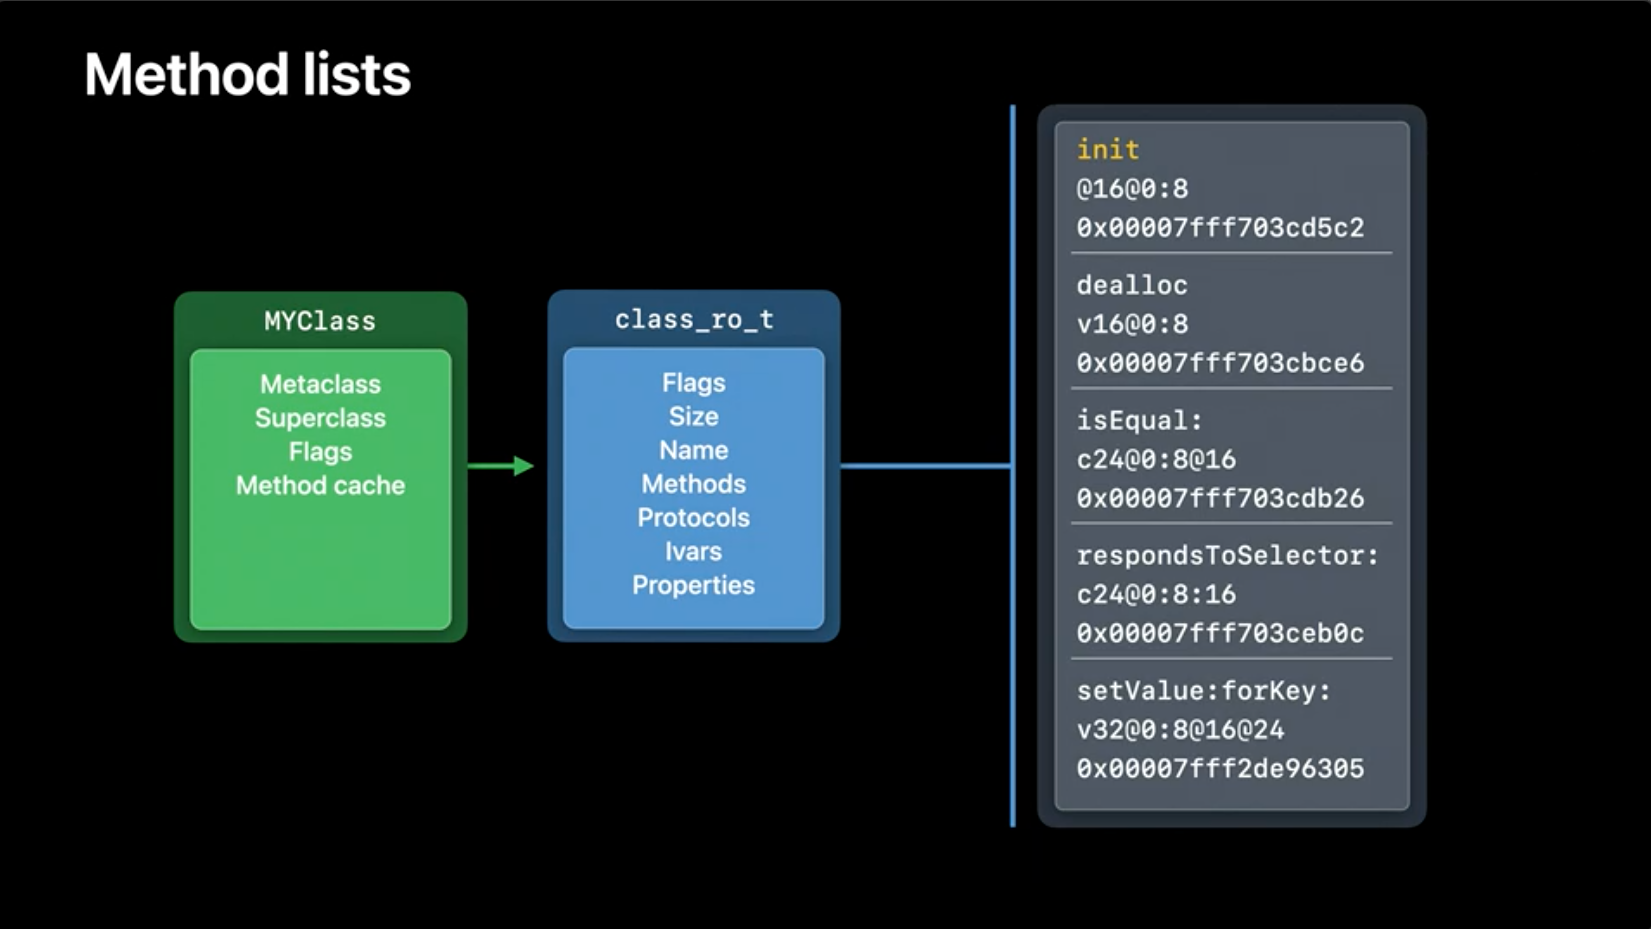 Method lists
MYClass
Metaclass
Superclass
Flags
Method cache
class_ro_t
Flags
Size
Name
Methods
Protocols
Ivars
Properties
init
@16@0:8
0x00007fff703cd5c2
dealloc
v16@0:8
0x00007fff703cbce6
isEqual:
c24@0:8@16
0x00007fff703cdb26
respondsToSelector:
c24@0:8:16
0x00007fff703ceb0c
setValue:forKey:
v32@0:8@16@24
0x00007fff2de96305